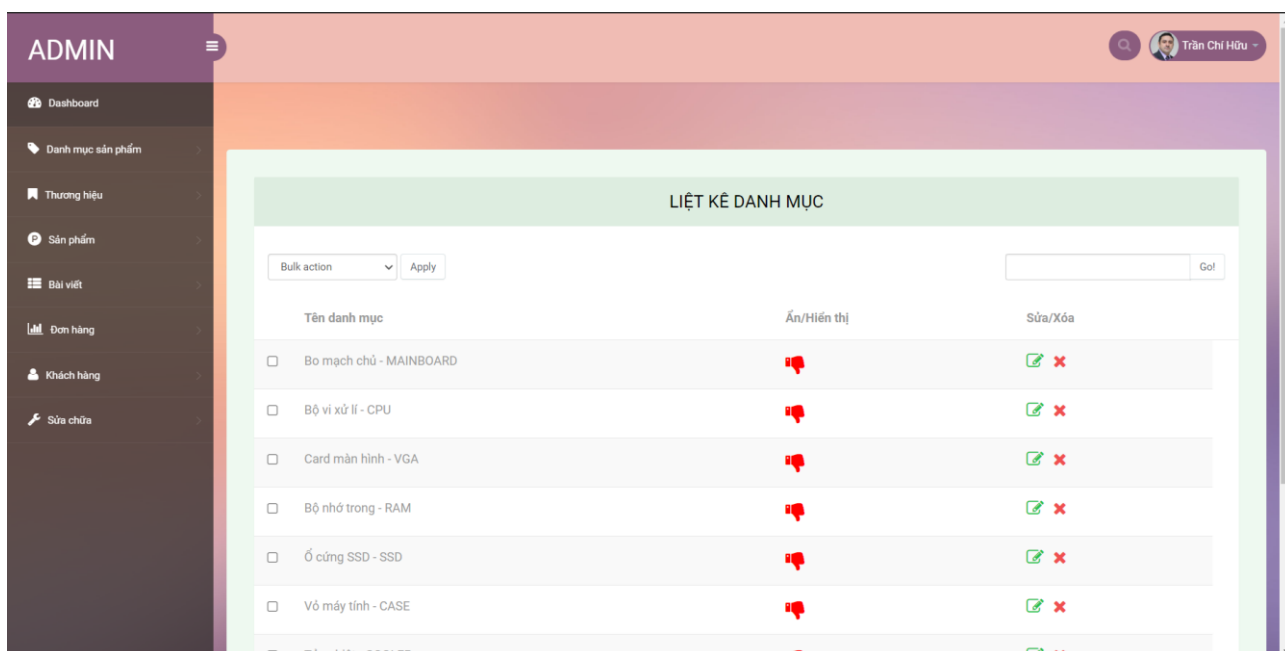 ADMIN
Trần Chí Hữu
Dashboard
Danh mục sản phẩm
Thương hiệu
Sản phẩm
Bài viết
Đơn hàng
Khách hàng
Sửa chữa
LIỆT KÊ DANH MỤC
Bulk action Apply Go!
Tên danh mục Ẩn/Hiển thị Sửa/Xóa
Bo mạch chủ - MAINBOARD
Bộ vi xử lí - CPU
Card màn hình - VGA
Bộ nhớ trong - RAM
Ổ cứng SSD - SSD
Vỏ máy tính - CASE